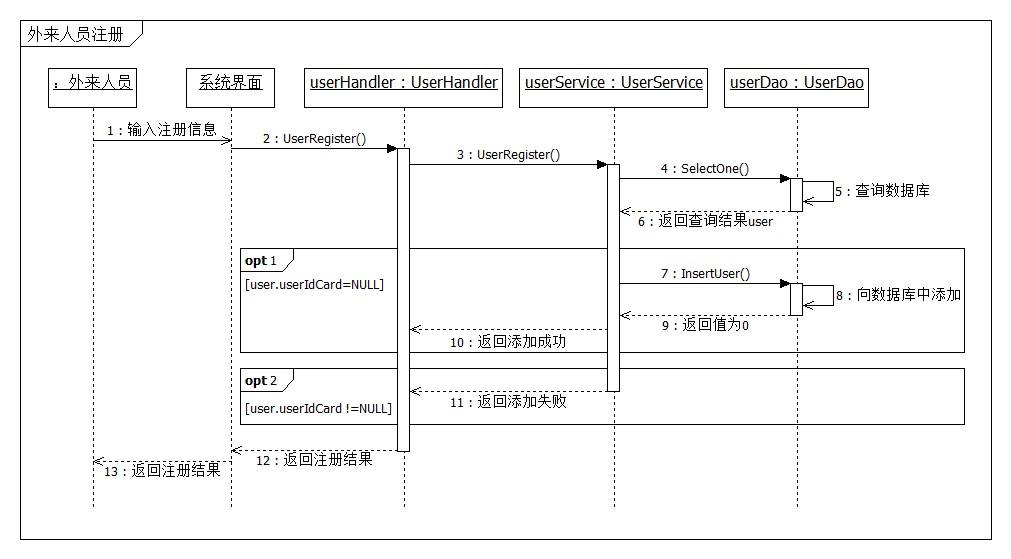 外来人员注册
：外来人员
系统界面
userHandler：UserHandler
userService：UserService
userDao：UserDao
1：输入注册信息
2：UserRegister()
3：UserRegister()
4：SelectOne()
5：查询数据库
6：返回查询结果user
opt 1
[user.userIdCard=NULL]
7：InsertUser()
8：向数据库中添加
9：返回值为0
10：返回添加成功
opt 2
[user.userIdCard !=NULL]
11：返回添加失败
12：返回注册结果
13：返回注册结果